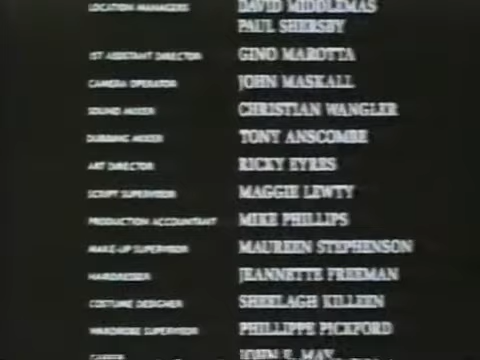 LOCATION MANAGERS DAVID MIDDLEMAS
PAUL SHERSBY
1ST ASSISTANT DIRECTOR GINO MAROTTA
CAMERA OPERATOR JOHN MASKALL
SOUND MIXER CHRISTIAN WANGLER
DUBBING MIXER TONY ANSCOMBE
ART DIRECTOR RICKY EYRES
SCRIPT SUPERVISOR MAGGIE LEWTY
PRODUCTION ACCOUNTANT MIKE PHILLIPS
MAKE-UP SUPERVISOR MAUREEN STEPHENSON
HAIRDRESSER JEANNETTE FREEMAN
COSTUME DESIGNER SHEELAGH KILLEEN
WARDROBE SUPERVISOR PHILLIPPE PICKFORD
JOHN E. MAY